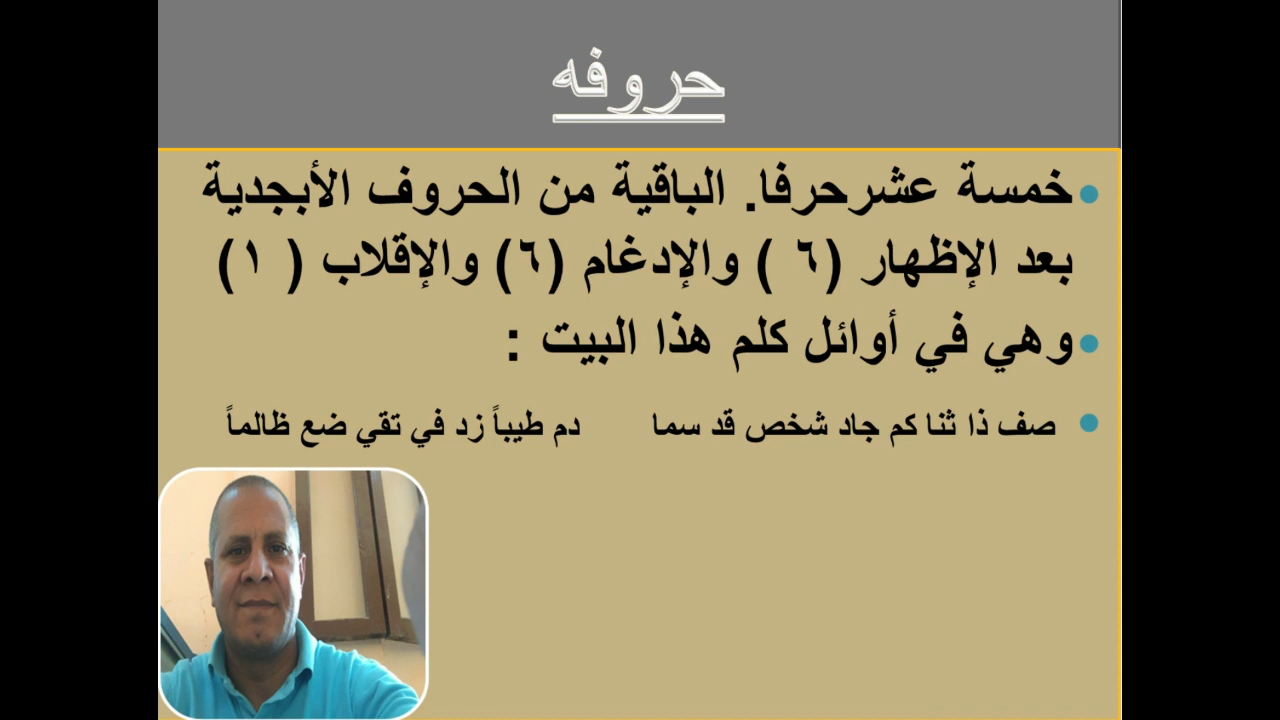 حروفه
خمسة عشرحرفا. الباقية من الحروف الأبجدية
بعد الإظهار (٦ ) والإدغام (٦) والإقلاب ( ١)
وهي في أوائل كلم هذا البيت :
صف ذا ثنا كم جاد شخص قد سما دم طيباً زد في تقي ضع ظالماً